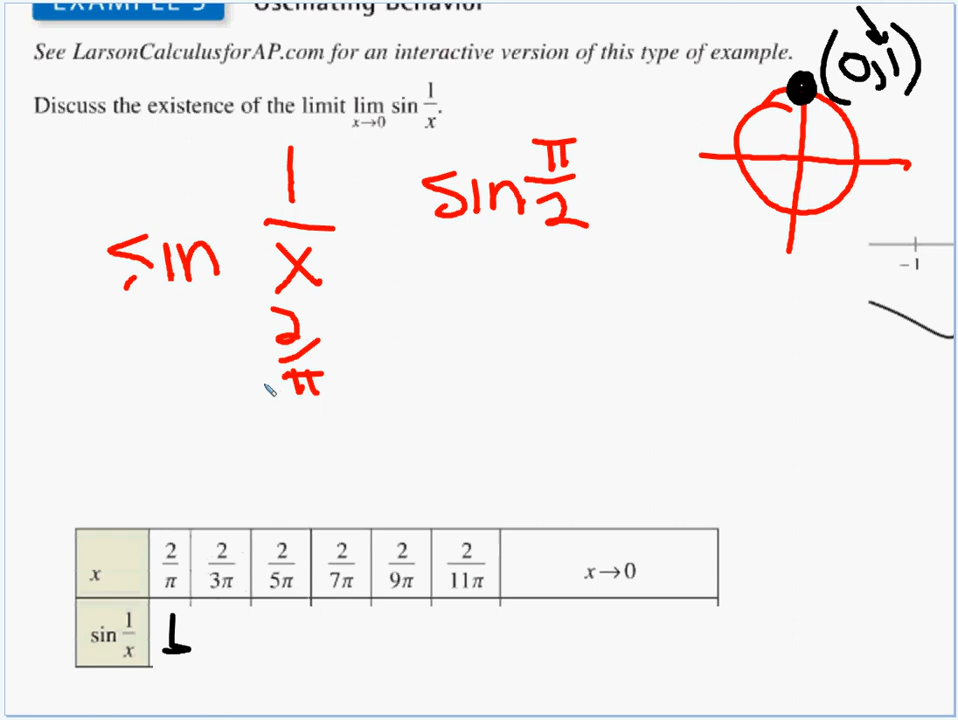 EXAMPLE 5 Oscillating Behavior
See LarsonCalculusforAP.com for an interactive version of this type of example.
Discuss the existence of the limit lim x→0 sin 1/x.
(0,1)
sin 1/x
2/π
sin π/2
-1
x 2/π 2/3π 2/5π 2/7π 2/9π 2/11π x→0
sin 1/x 1